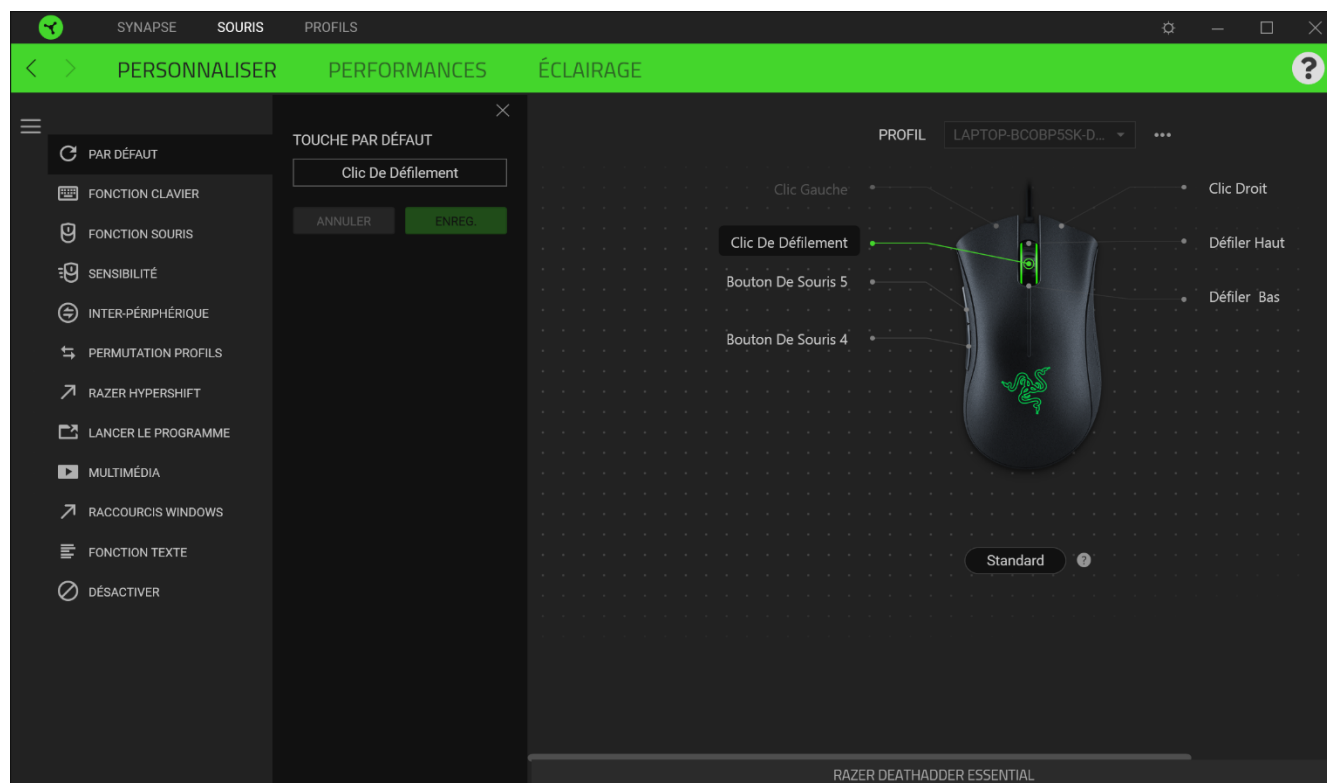 SYNAPSE SOURIS PROFILS
PERSONNALISER PERFORMANCES ÉCLAIRAGE ?
PAR DÉFAUT
FONCTION CLAVIER
FONCTION SOURIS
SENSIBILITÉ
INTER-PÉRIPHÉRIQUE
PERMUTATION PROFILS
RAZER HYPERSHIFT
LANCER LE PROGRAMME
MULTIMÉDIA
RACCOURCIS WINDOWS
FONCTION TEXTE
DÉSACTIVER
TOUCHE PAR DÉFAUT
Clic De Défilement
ANNULER ENREG.
PROFIL LAPTOP-BCOBP5SK-D... 
Clic Gauche
Clic De Défilement
Bouton De Souris 5
Bouton De Souris 4
Clic Droit
Défiler Haut
Défiler Bas
Standard ?
RAZER DEATHADDER ESSENTIAL